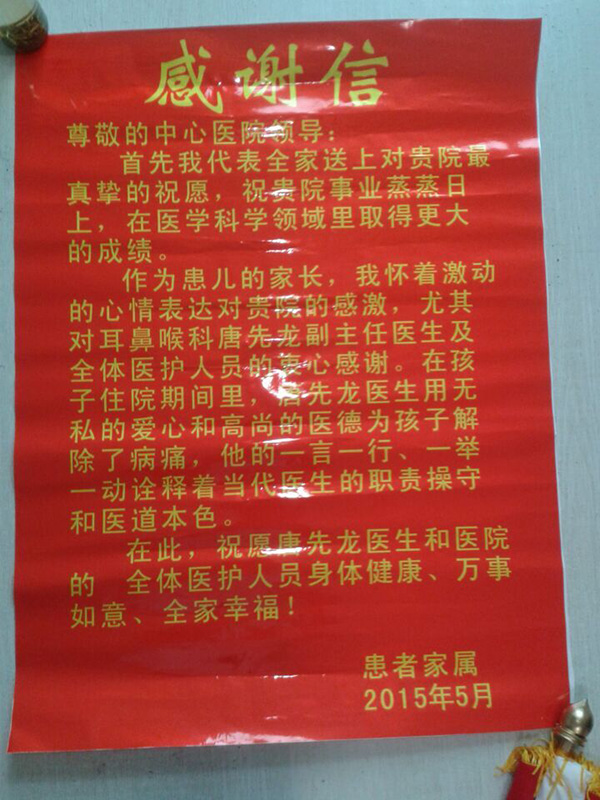 感谢信
尊敬的中心医院领导：
首先我代表全家送上对贵院最
真挚的祝愿，祝贵院事业蒸蒸日
上，在医学科学领域里取得更大
的成绩。
作为患儿的家长，我怀着激动
的心情表达对贵院的感激，尤其
对耳鼻喉科唐先龙副主任医生及
全体医护人员的衷心感谢。在孩
子住院期间里，唐先龙医生用无
私的爱心和高尚的医德为孩子解
除了病痛，他的一言一行、一举
一动诠释着当代医生的职责操守
和医道本色。
在此，祝愿唐先龙医生和医院
的 全体医护人员身体健康、万事
如意、全家幸福！
患者家属
2015年5月